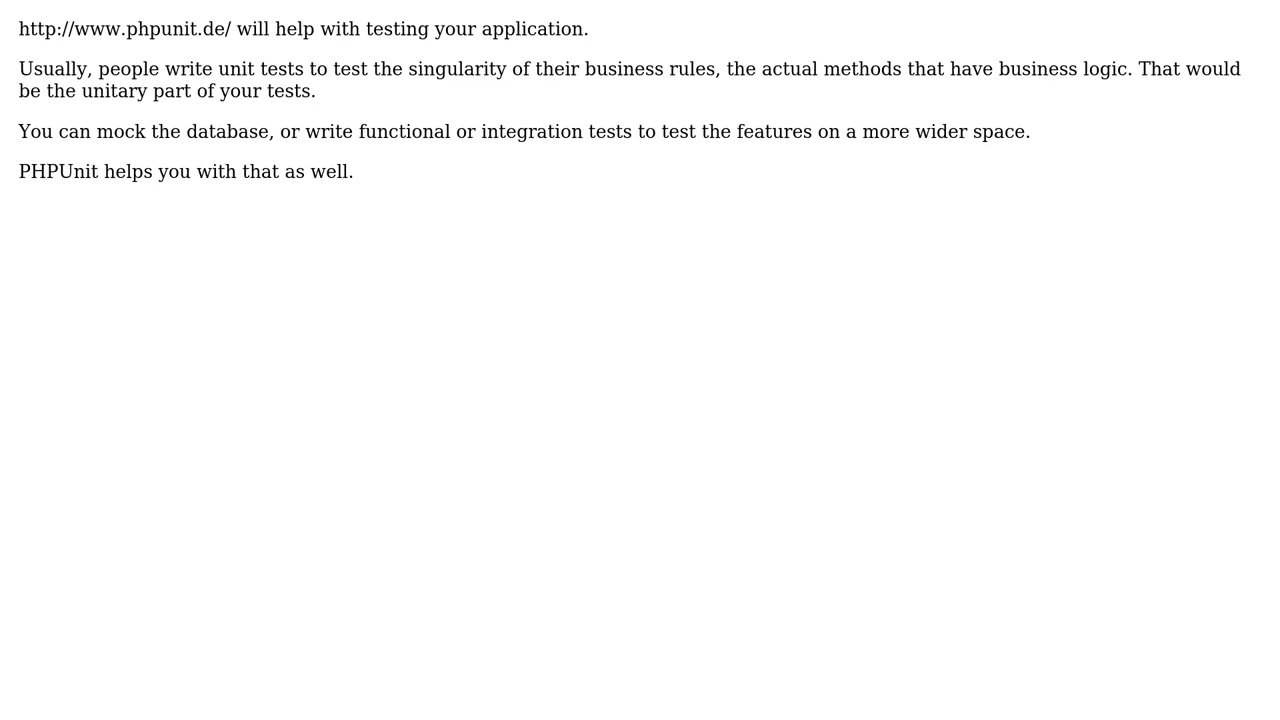 http://www.phpunit.de/ will help with testing your application.
Usually, people write unit tests to test the singularity of their business rules, the actual methods that have business logic. That would
be the unitary part of your tests.
You can mock the database, or write functional or integration tests to test the features on a more wider space.
PHPUnit helps you with that as well.